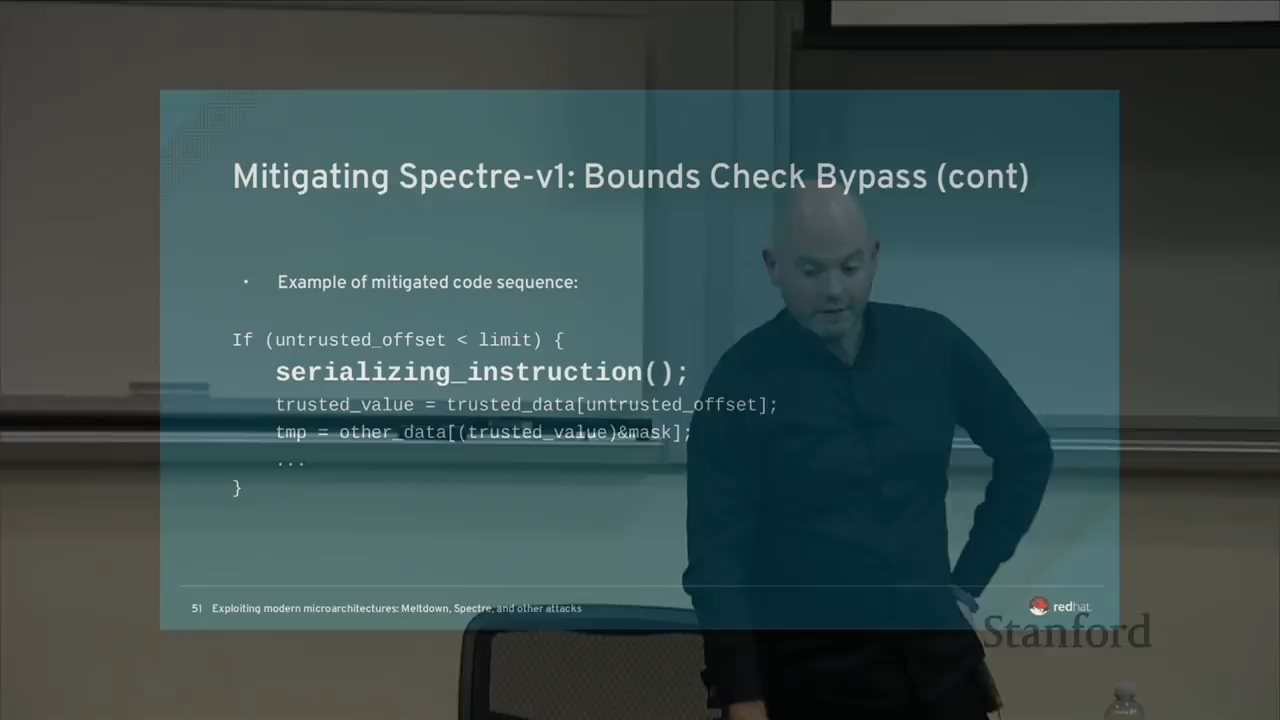 Mitigating Spectre-v1: Bounds Check Bypass (cont)
• Example of mitigated code sequence:
If (untrusted_offset < limit) {
serializing_instruction();
trusted_value = trusted_data[untrusted_offset];
tmp = other_data[(trusted_value)&mask];
...
}
51 Exploiting modern microarchitectures: Meltdown, Spectre, and other attacks
redhat.
Stanford